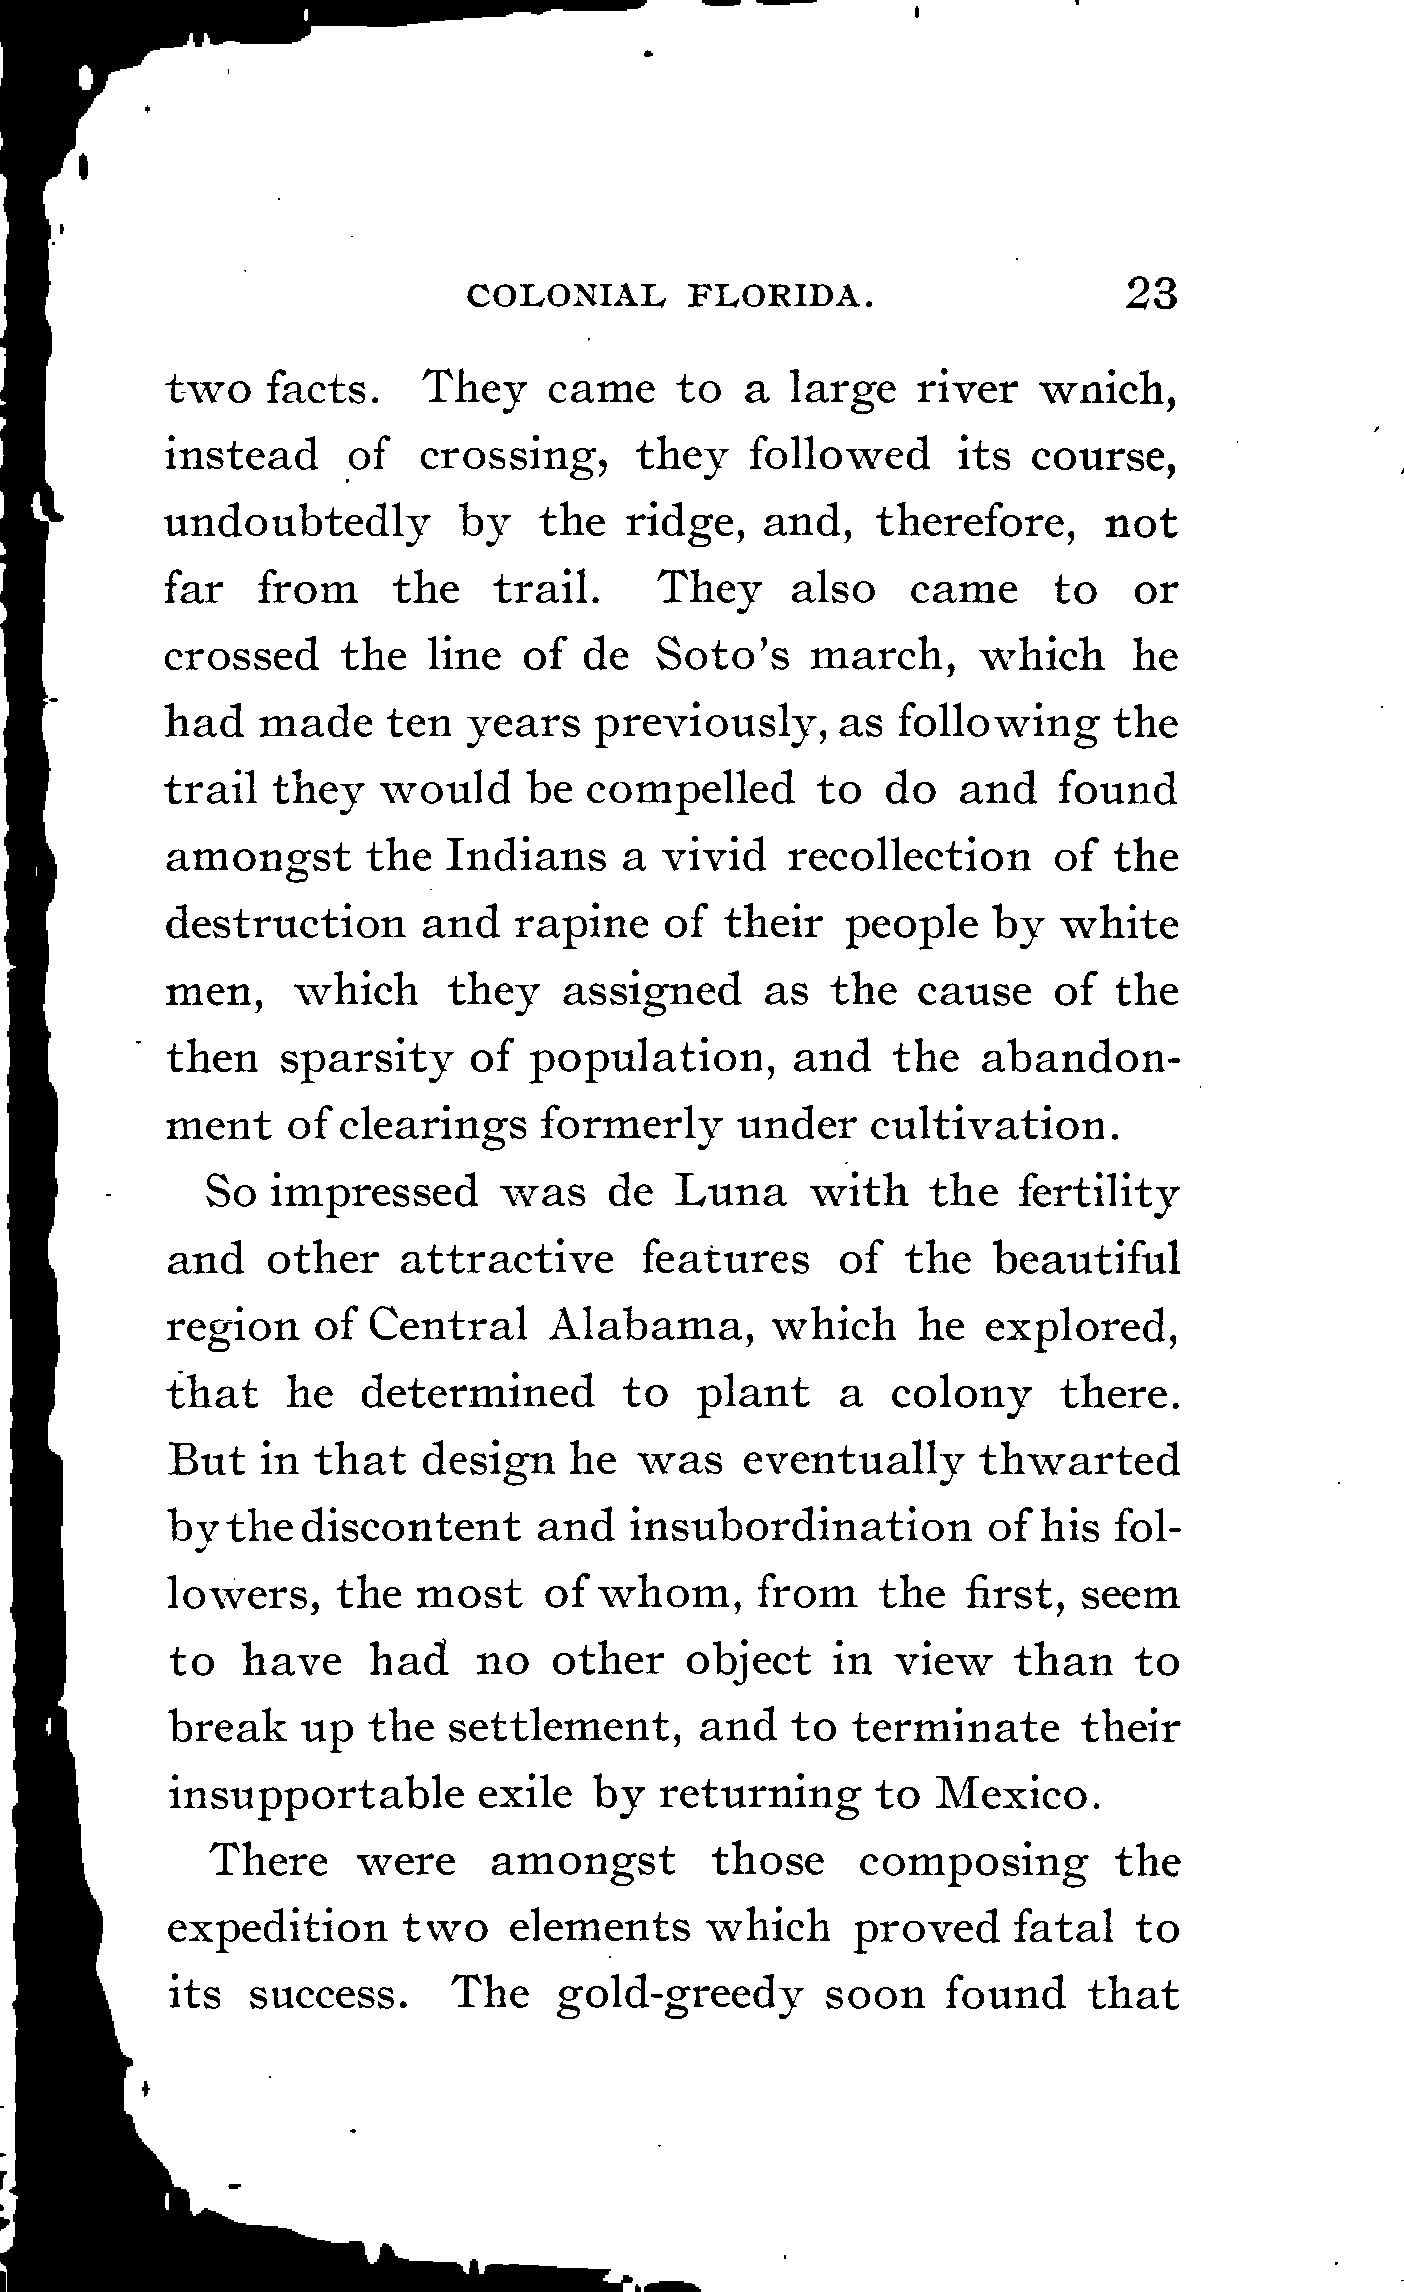 COLONIAL FLORIDA. 23
two facts. They came to a large river wnich,
instead of crossing, they followed its course,
undoubtedly by the ridge, and, therefore, not
far from the trail. They also came to or
crossed the line of de Soto's march, which he
had made ten years previously, as following the
trail they would be compelled to do and found
amongst the Indians a vivid recollection of the
destruction and rapine of their people by white
men, which they assigned as the cause of the
then sparsity of population, and the abandon-
ment of clearings formerly under cultivation.
So impressed was de Luna with the fertility
and other attractive features of the beautiful
region of Central Alabama, which he explored,
that he determined to plant a colony there.
But in that design he was eventually thwarted
by the discontent and insubordination of his fol-
lowers, the most of whom, from the first, seem
to have had no other object in view than to
break up the settlement, and to terminate their
insupportable exile by returning to Mexico.
There were amongst those composing the
expedition two elements which proved fatal to
its success. The gold-greedy soon found that